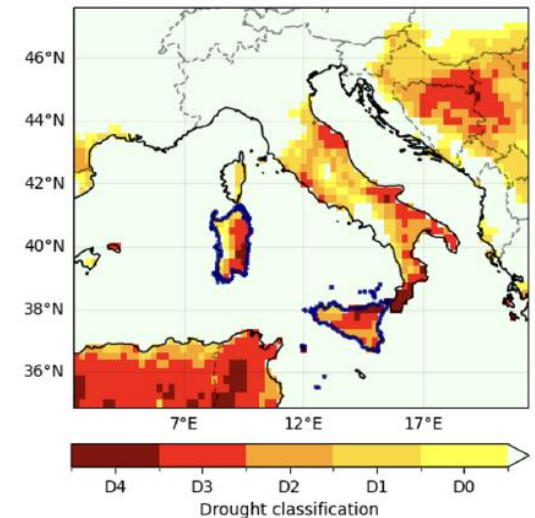 46°N
44°N
42°N
40°N
38°N
36°N
7°E 12°E 17°E
D4 D3 D2 D1 D0
Drought classification